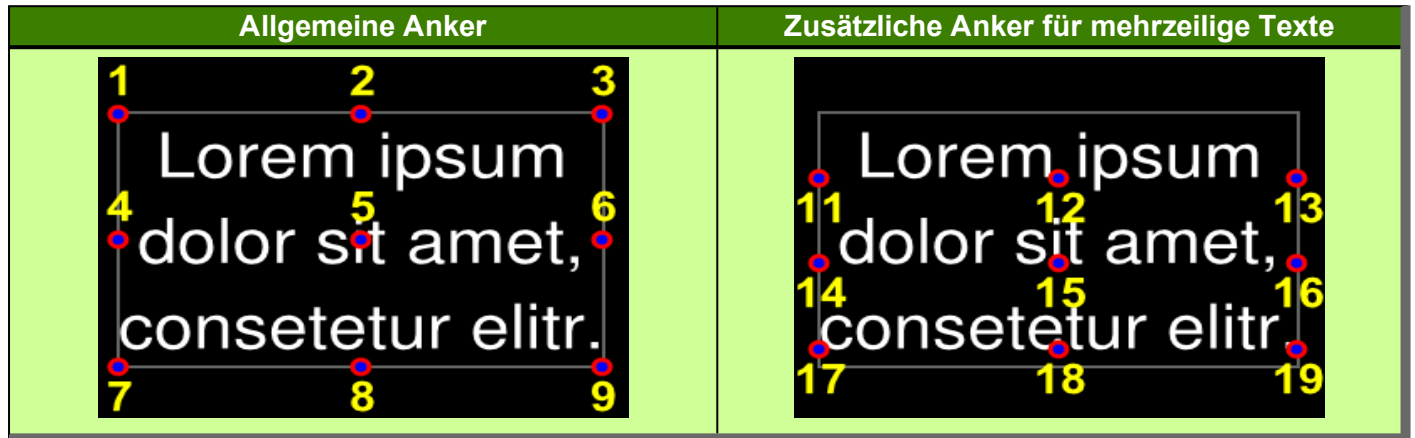 Allgemeine Anker
Zusätzliche Anker für mehrzeilige Texte
1 2 3
Lorem ipsum
4 5 6
dolor sit amet,
consetetur elitr.
7 8 9
Lorem ipsum
11 12 13
dolor sit amet,
14 15 16
consetetur elitr.
17 18 19